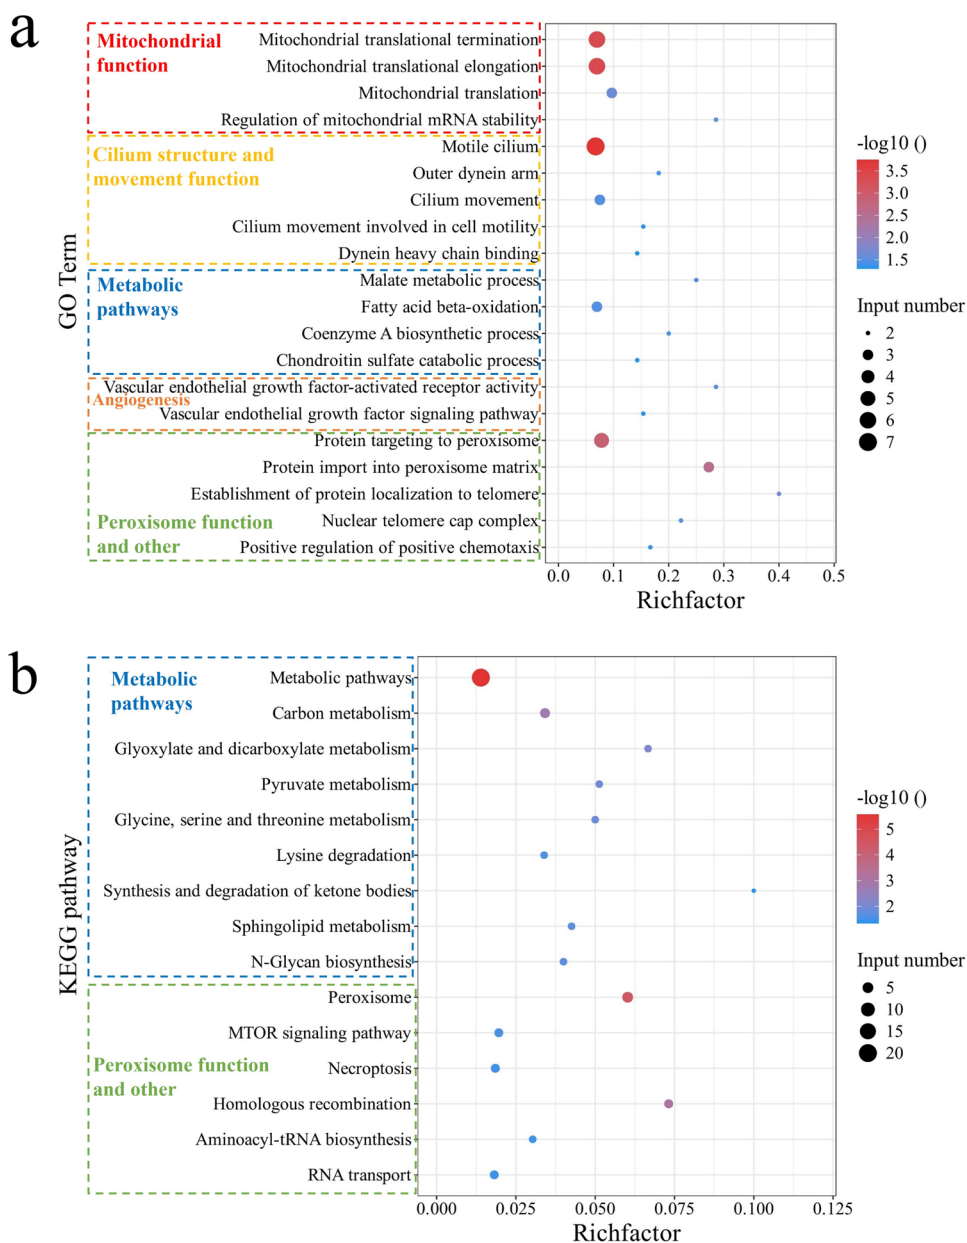 a
GO Term
Mitochondrial
function
Mitochondrial translational termination
Mitochondrial translational elongation
Mitochondrial translation
Regulation of mitochondrial mRNA stability
Cilium structure and
movement function
Motile cilium
Outer dynein arm
Cilium movement
Cilium movement involved in cell motility
Dynein heavy chain binding
Metabolic
pathways
Malate metabolic process
Fatty acid beta-oxidation
Coenzyme A biosynthetic process
Chondroitin sulfate catabolic process
Angiogenesis
Vascular endothelial growth factor-activated receptor activity
Vascular endothelial growth factor signaling pathway
Peroxisome function
and other
Protein targeting to peroxisome
Protein import into peroxisome matrix
Establishment of protein localization to telomere
Nuclear telomere cap complex
Positive regulation of positive chemotaxis
0.0 0.1 0.2 0.3 0.4 0.5
Richfactor
-log10 ()
3.5
3.0
2.5
2.0
1.5
Input number
2
3
4
5
6
7
b
KEGG pathway
Metabolic
pathways
Metabolic pathways
Carbon metabolism
Glyoxylate and dicarboxylate metabolism
Pyruvate metabolism
Glycine, serine and threonine metabolism
Lysine degradation
Synthesis and degradation of ketone bodies
Sphingolipid metabolism
N-Glycan biosynthesis
Peroxisome function
and other
Peroxisome
MTOR signaling pathway
Necroptosis
Homologous recombination
Aminoacyl-tRNA biosynthesis
RNA transport
0.000 0.025 0.050 0.075 0.100 0.125
Richfactor
-log10 ()
5
4
3
2
Input number
5
10
15
20